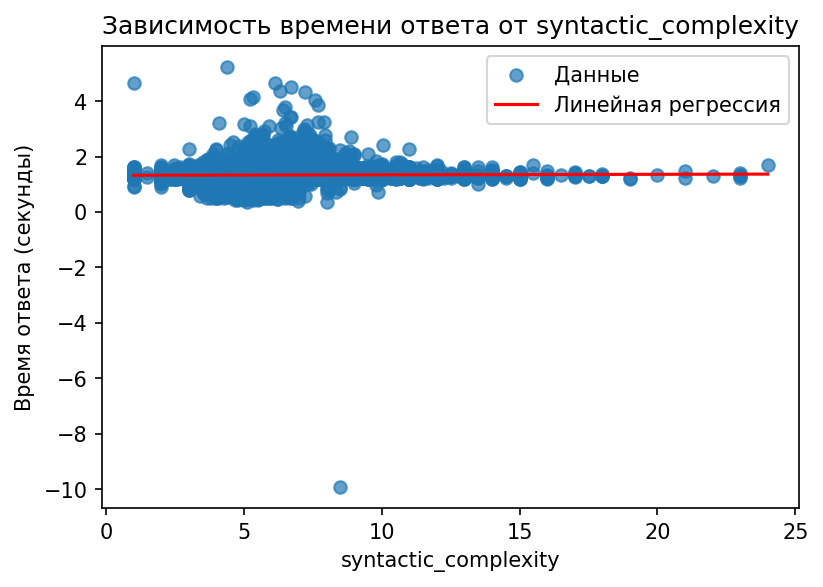 Зависимость времени ответа от syntactic_complexity
Данные
Линейная регрессия
Время ответа (секунды)
4
2
0
−2
−4
−6
−8
−10
0 5 10 15 20 25
syntactic_complexity